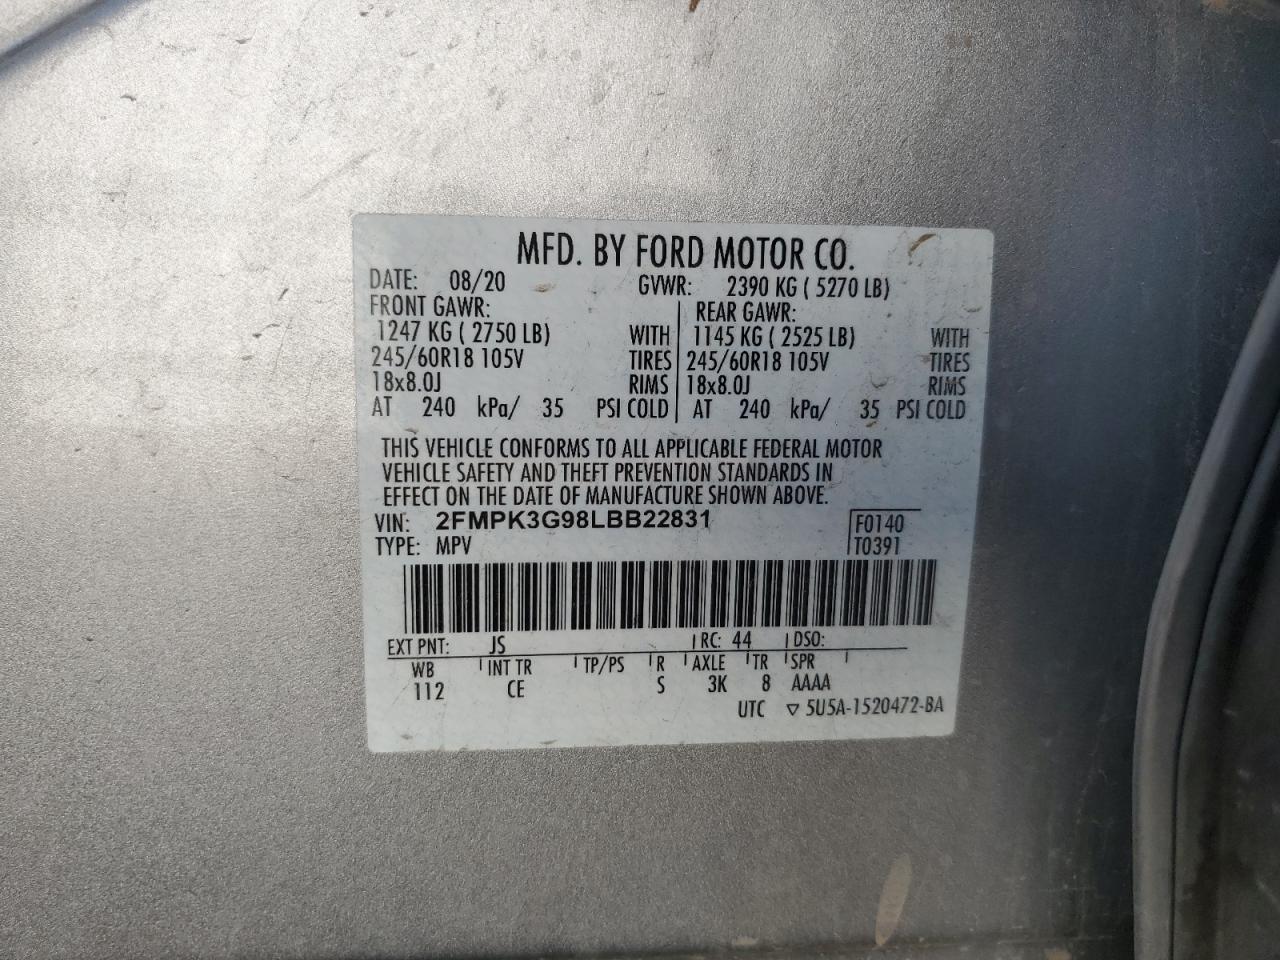 MFD. BY FORD MOTOR CO.
DATE: 08/20 GVWR: 2390 KG ( 5270 LB)
FRONT GAWR: REAR GAWR:
1247 KG ( 2750 LB) WITH 1145 KG ( 2525 LB) WITH
245/60R18 105V TIRES 245/60R18 105V TIRES
18x8.0J RIMS 18x8.0J RIMS
AT 240 kPa/ 35 PSI COLD AT 240 kPa/ 35 PSI COLD
THIS VEHICLE CONFORMS TO ALL APPLICABLE FEDERAL MOTOR
VEHICLE SAFETY AND THEFT PREVENTION STANDARDS IN
EFFECT ON THE DATE OF MANUFACTURE SHOWN ABOVE.
VIN: 2FMPK3G98LBB22831 F0140
TYPE: MPV T0391
EXT PNT: JS RC: 44 DSO:
WB INT TR TP/PS R AXLE TR SPR
112 CE S 3K 8 AAAA
UTC ▽ 5U5A-1520472-BA